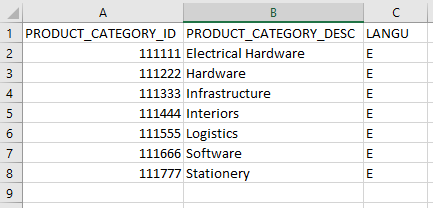 A B C
1 PRODUCT_CATEGORY_ID PRODUCT_CATEGORY_DESC LANGU
2 111111 Electrical Hardware E
3 111222 Hardware E
4 111333 Infrastructure E
5 111444 Interiors E
6 111555 Logistics E
7 111666 Software E
8 111777 Stationery E
9